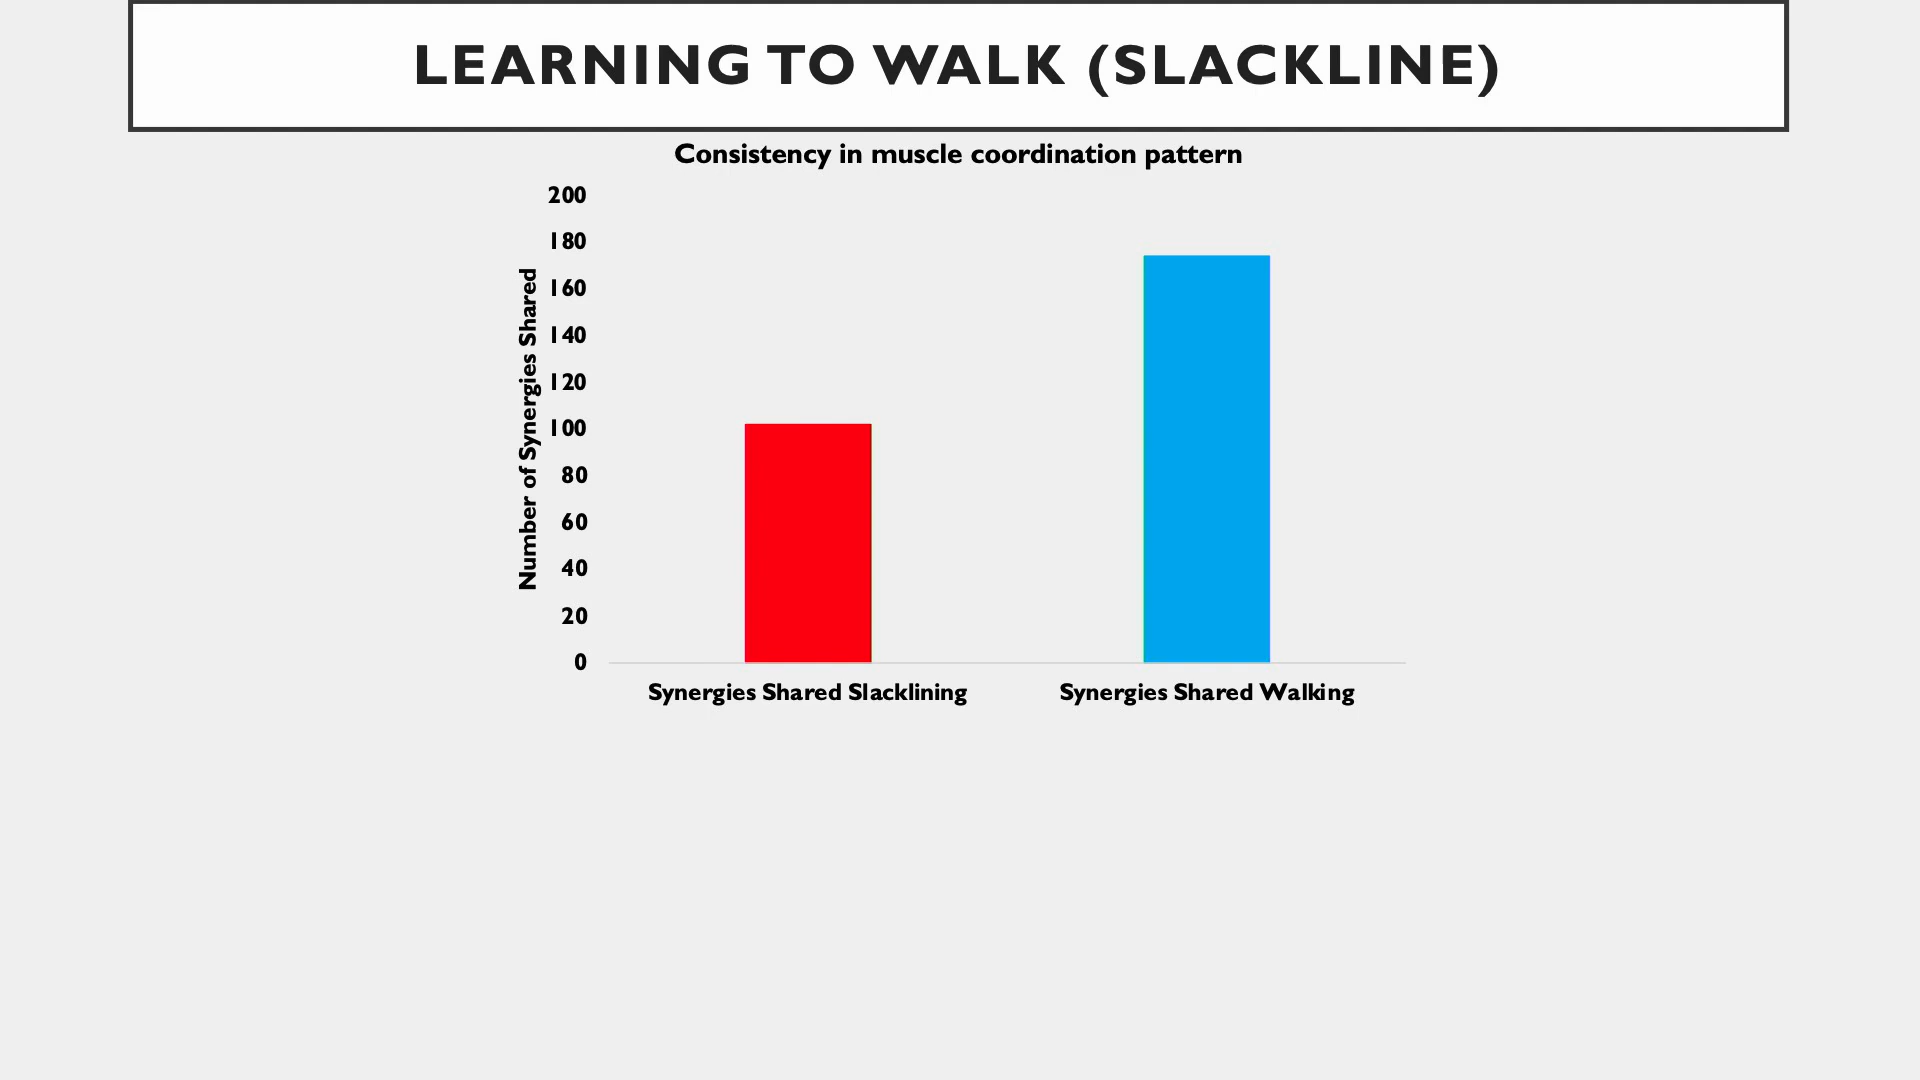 LEARNING TO WALK (SLACKLINE)
Consistency in muscle coordination pattern
Number of Synergies Shared
200
180
160
140
120
100
80
60
40
20
0
Synergies Shared Slacklining
Synergies Shared Walking